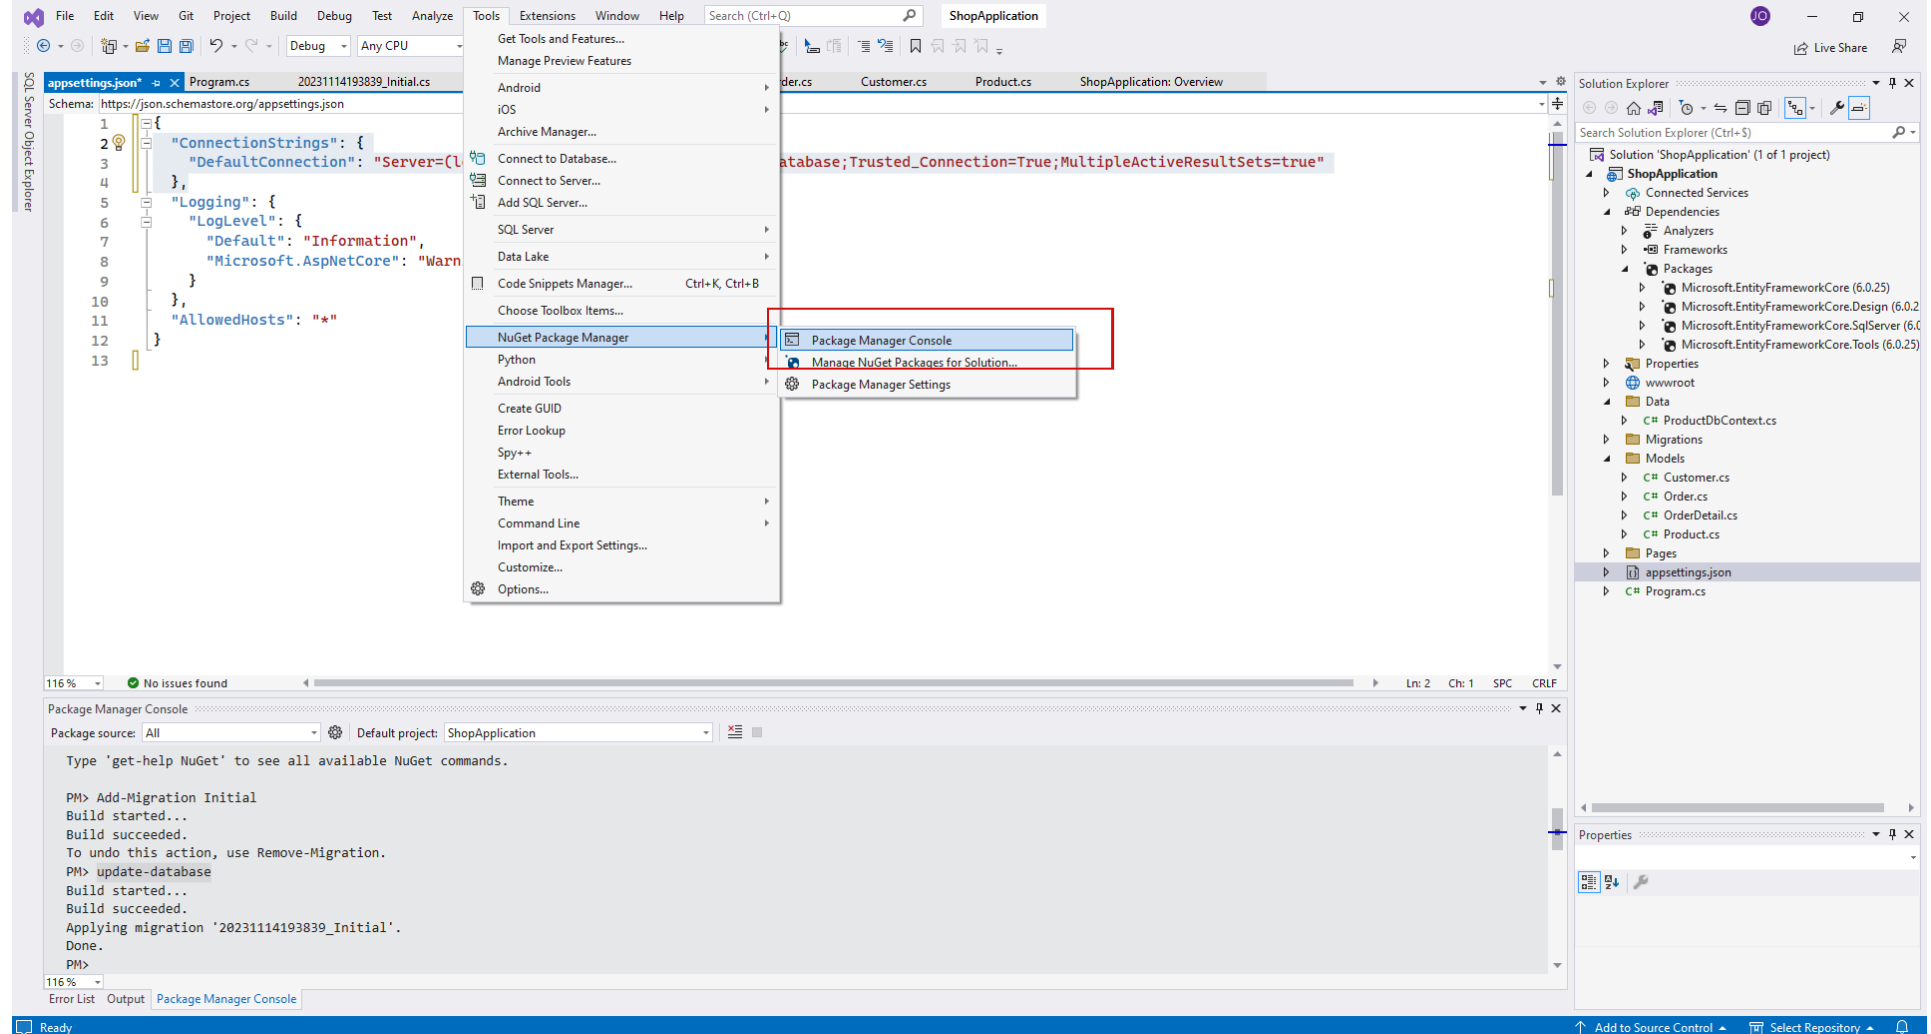 File Edit View Git Project Build Debug Test Analyze Tools Extensions Window Help Search (Ctrl+Q) ShopApplication JO
Debug Any CPU Live Share
SQL Server Object Explorer
appsettings.json* Program.cs 20231114193839_Initial.cs der.cs Customer.cs Product.cs ShopApplication: Overview
Schema: https://json.schemastore.org/appsettings.json
1 {
2 "ConnectionStrings": {
3 "DefaultConnection": "Server=(l atabase;Trusted_Connection=True;MultipleActiveResultSets=true"
4 },
5 "Logging": {
6 "LogLevel": {
7 "Default": "Information",
8 "Microsoft.AspNetCore": "Warn
9 }
10 },
11 "AllowedHosts": "*"
12 }
13
Get Tools and Features...
Manage Preview Features
Android
iOS
Archive Manager...
Connect to Database...
Connect to Server...
Add SQL Server...
SQL Server
Data Lake
Code Snippets Manager... Ctrl+K, Ctrl+B
Choose Toolbox Items...
NuGet Package Manager
Python
Android Tools
Create GUID
Error Lookup
Spy++
External Tools...
Theme
Command Line
Import and Export Settings...
Customize...
Options...
Package Manager Console
Manage NuGet Packages for Solution...
Package Manager Settings
116 % No issues found Ln: 2 Ch: 1 SPC CRLF
Package Manager Console
Package source: All Default project: ShopApplication
Type 'get-help NuGet' to see all available NuGet commands.
PM> Add-Migration Initial
Build started...
Build succeeded.
To undo this action, use Remove-Migration.
PM> update-database
Build started...
Build succeeded.
Applying migration '20231114193839_Initial'.
Done.
PM>
116 %
Error List Output Package Manager Console
Ready Add to Source Control Select Repository
Solution Explorer
Search Solution Explorer (Ctrl+$)
Solution 'ShopApplication' (1 of 1 project)
ShopApplication
Connected Services
Dependencies
Analyzers
Frameworks
Packages
Microsoft.EntityFrameworkCore (6.0.25)
Microsoft.EntityFrameworkCore.Design (6.0.2
Microsoft.EntityFrameworkCore.SqlServer (6.0
Microsoft.EntityFrameworkCore.Tools (6.0.25)
Properties
wwwroot
Data
C# ProductDbContext.cs
Migrations
Models
C# Customer.cs
C# Order.cs
C# OrderDetail.cs
C# Product.cs
Pages
appsettings.json
C# Program.cs
Properties